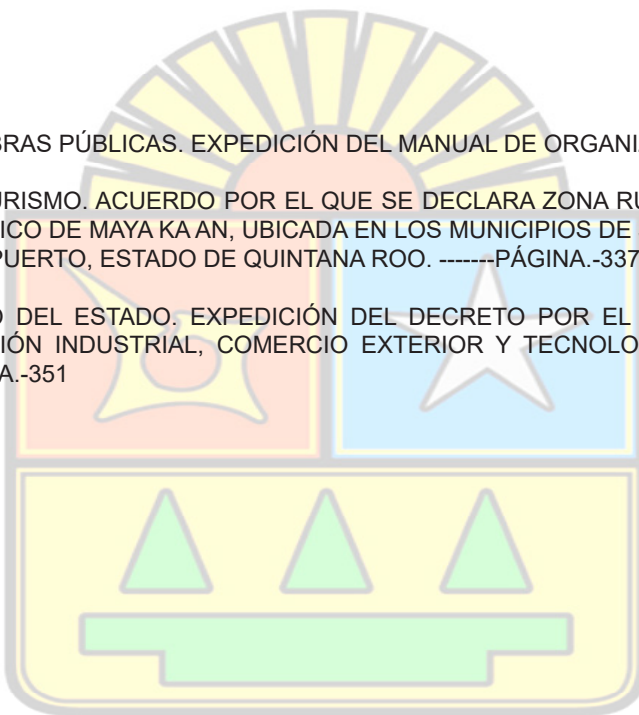 BRAS PÚBLICAS. EXPEDICIÓN DEL MANUAL DE ORGANIZ
URISMO. ACUERDO POR EL QUE SE DECLARA ZONA RU
ICO DE MAYA KA AN, UBICADA EN LOS MUNICIPIOS DE
PUERTO, ESTADO DE QUINTANA ROO. -------PÁGINA.-337
O DEL ESTADO. EXPEDICIÓN DEL DECRETO POR EL
IÓN INDUSTRIAL, COMERCIO EXTERIOR Y TECNOLO
A.-351